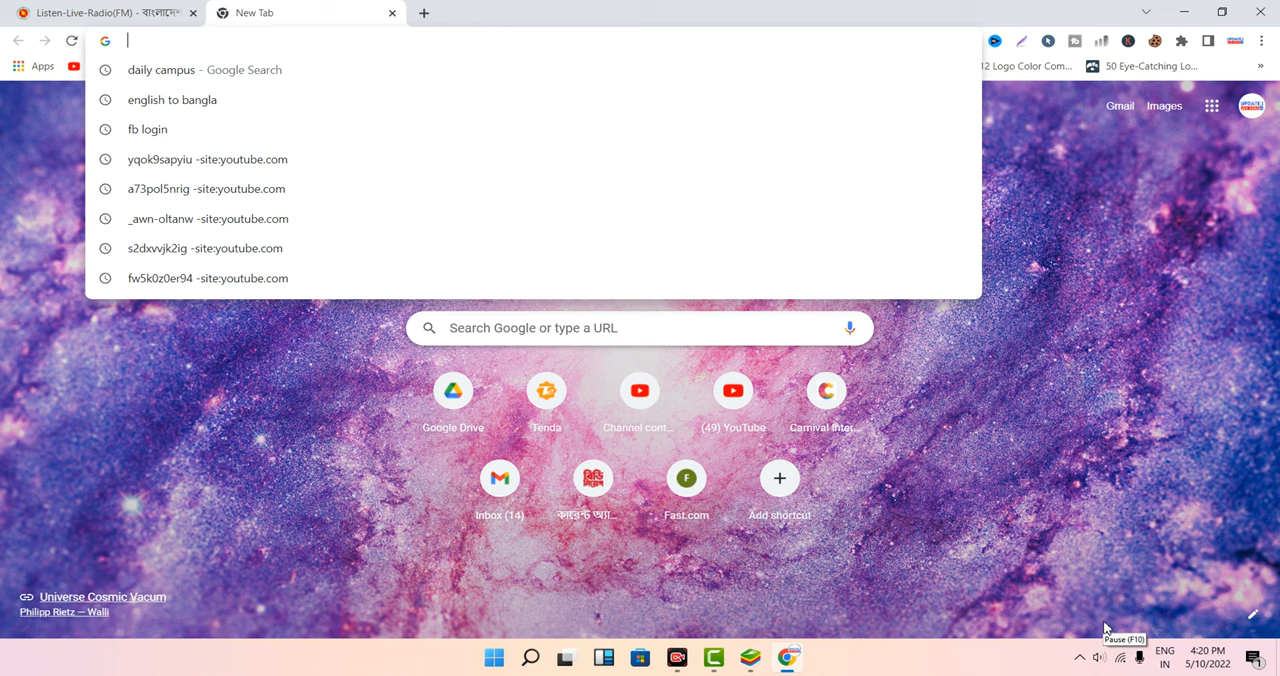 Listen-Live-Radio(FM) - বাংলাদেশ
New Tab
Apps
12 Logo Color Com...
50 Eye-Catching Lo...
»
daily campus - Google Search
english to bangla
fb login
yqok9sapyiu -site:youtube.com
a73pol5nrig -site:youtube.com
_awn-oltanw -site:youtube.com
s2dxvvjk2ig -site:youtube.com
fw5k0z0er94 -site:youtube.com
Gmail
Images
Search Google or type a URL
Google Drive
Tenda
Channel cont...
(49) YouTube
Carnival Inter...
Inbox (14)
কারেন্ট অ্যা...
Fast.com
Add shortcut
Universe Cosmic Vacum
Philipp Rietz — Walli
Pause (F10)
ENG
IN
4:20 PM
5/10/2022
1